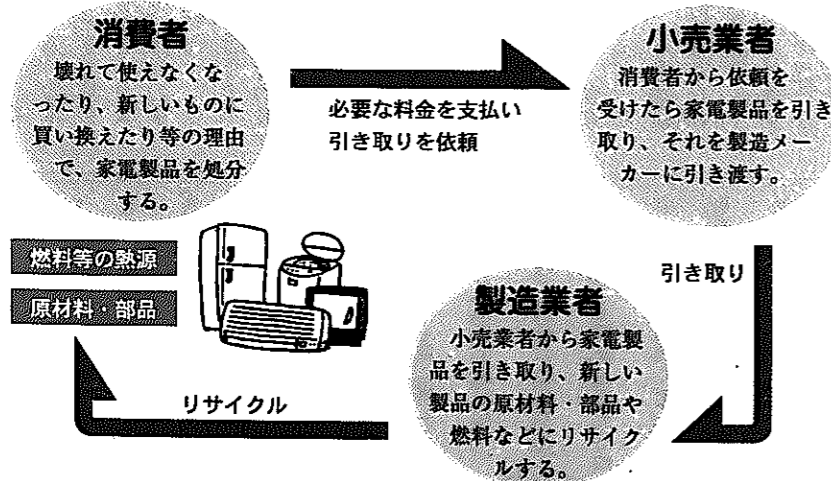 消費者
壊れて使えなくな
ったり、新しいものに
買い換えたり等の理由
で、家電製品を処分
する。
必要な料金を支払い
引き取りを依頼
小売業者
消費者から依頼を
受けたら家電製品を引き
取り、それを製造メー
カーに引き渡す。
引き取り
製造業者
小売業者から家電製
品を引き取り、新しい
製品の原材料・部品や
燃料などにリサイク
ルする。
リサイクル
燃料等の熱源
原材料・部品